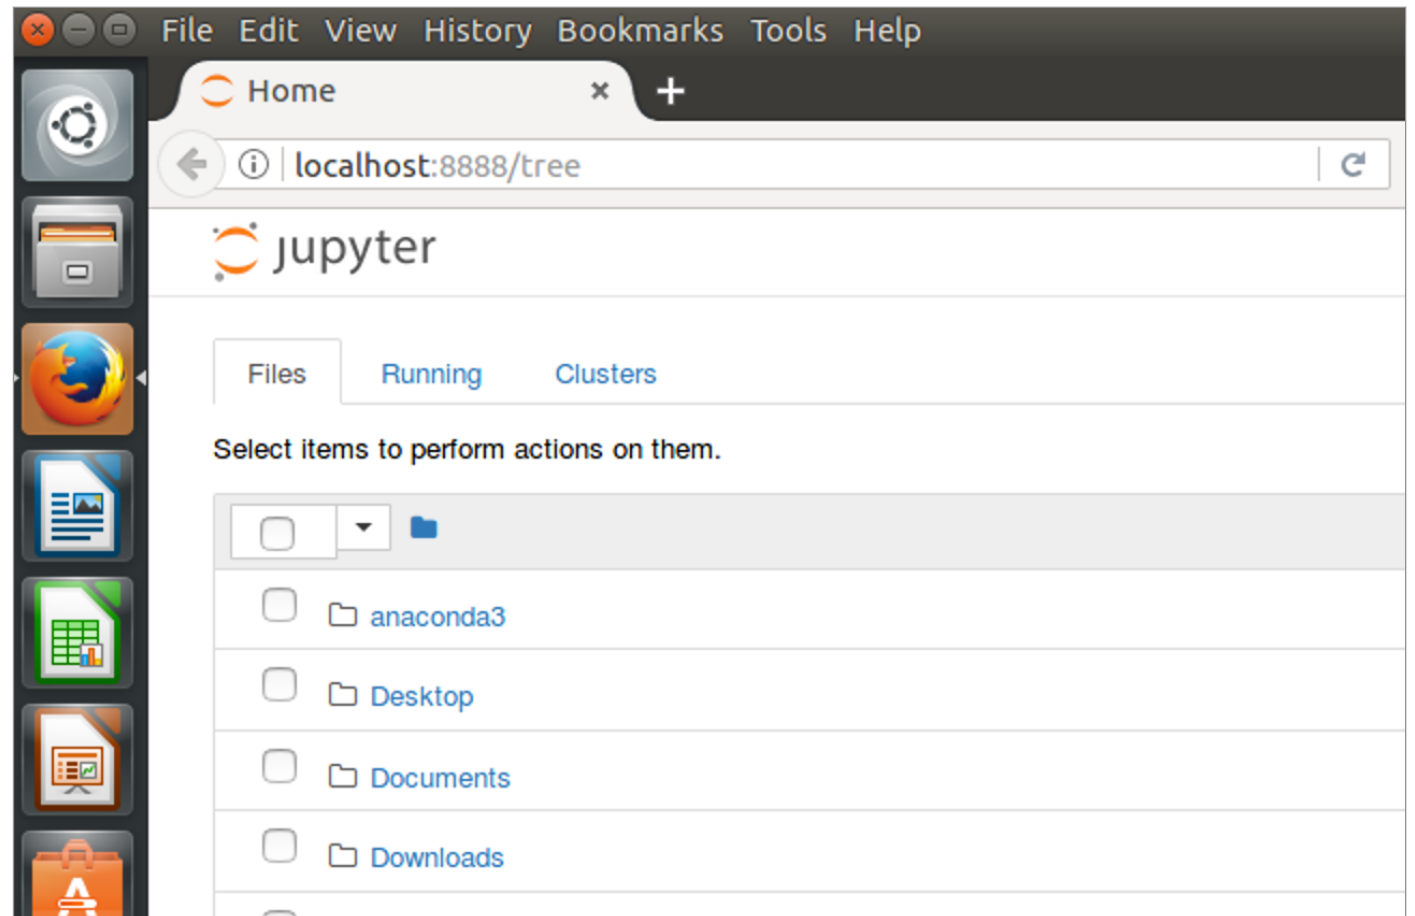 File Edit View History Bookmarks Tools Help
Home
localhost:8888/tree
jupyter
Files Running Clusters
Select items to perform actions on them.
anaconda3
Desktop
Documents
Downloads